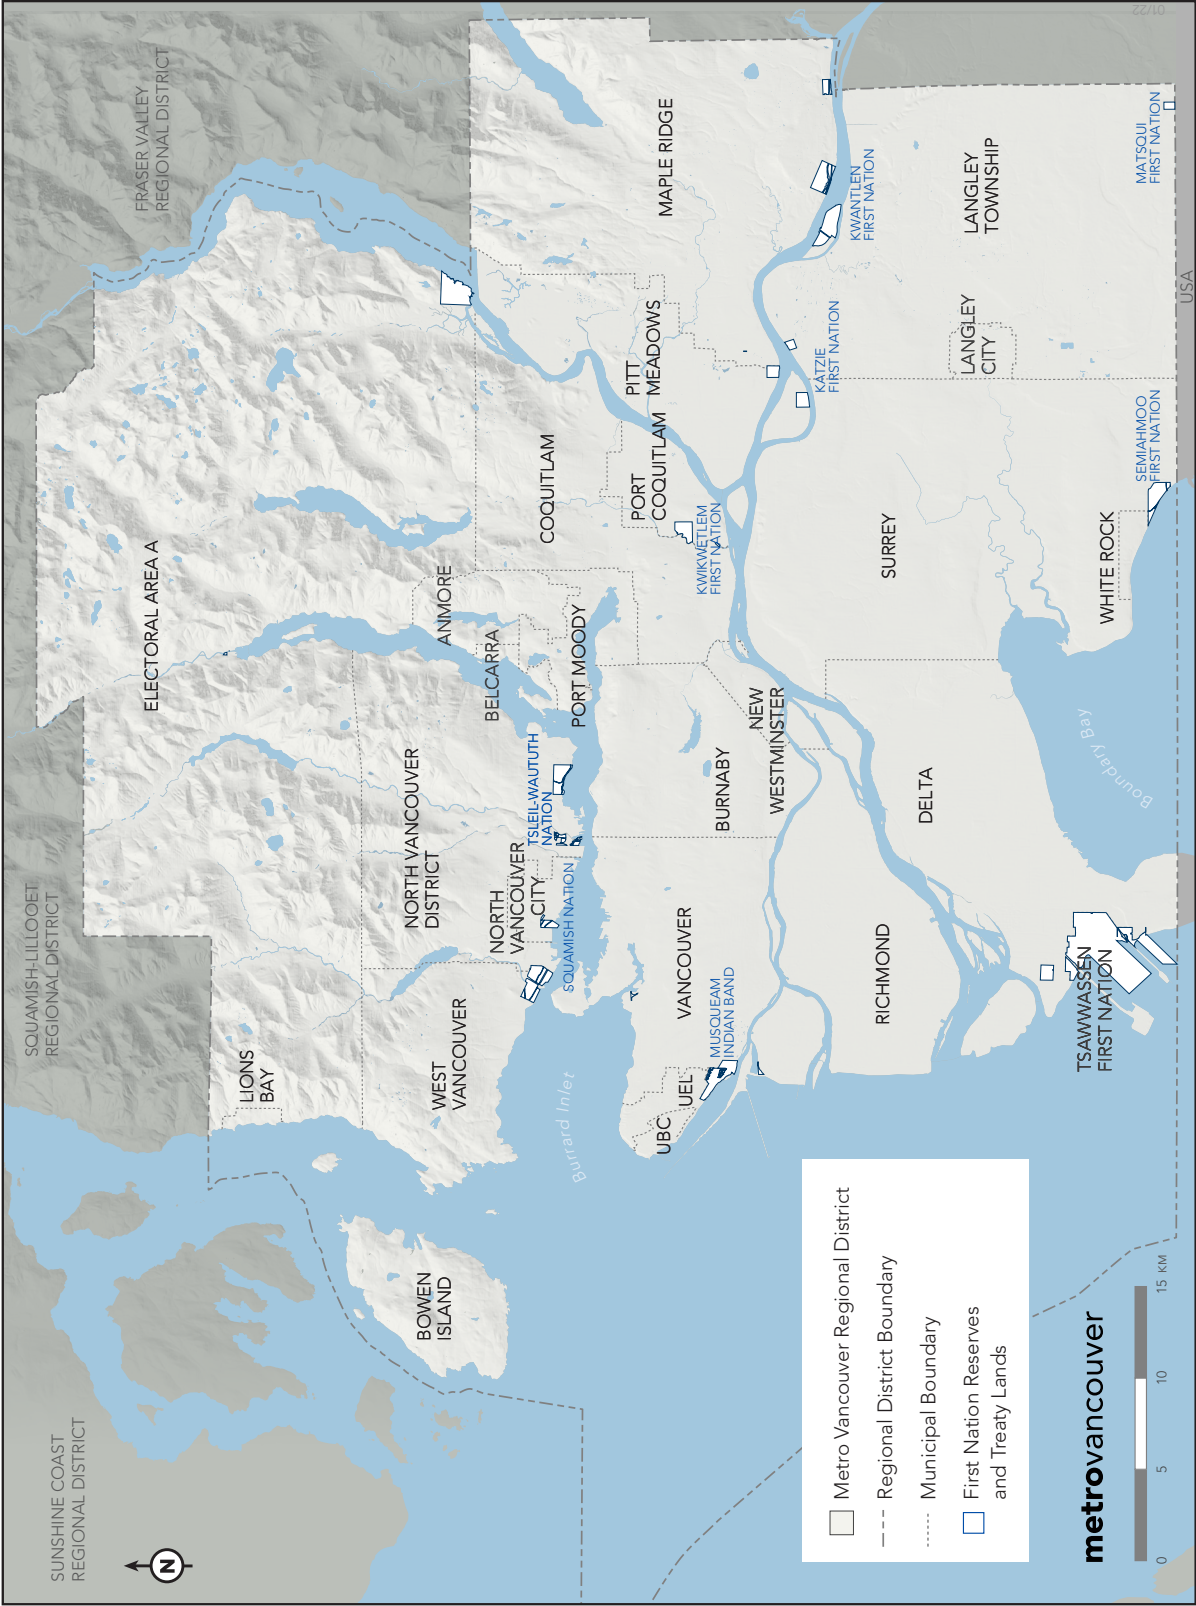 FRASER VALLEY
REGIONAL DISTRICT
SQUAMISH-LILLOOET
REGIONAL DISTRICT
SUNSHINE COAST
REGIONAL DISTRICT
N
ELECTORAL AREA A
LIONS
BAY
BOWEN
ISLAND
WEST
VANCOUVER
NORTH VANCOUVER
DISTRICT
NORTH
VANCOUVER
CITY
SQUAMISH NATION
TSLEIL-WAUTUTH
NATION
BELCARRA
ANMORE
PORT MOODY
COQUITLAM
PORT
COQUITLAM
KWIKWETLEM
FIRST NATION
PITT
MEADOWS
MAPLE RIDGE
KATZIE
FIRST NATION
KWANTLEN
FIRST NATION
Burrard Inlet
UBC
UEL
MUSQUEAM
INDIAN BAND
VANCOUVER
BURNABY
NEW
WESTMINSTER
RICHMOND
DELTA
SURREY
LANGLEY
CITY
LANGLEY
TOWNSHIP
TSAWWASSEN
FIRST NATION
Boundary Bay
WHITE ROCK
SEMIAHMOO
FIRST NATION
MATSQUI
FIRST NATION
USA
Metro Vancouver Regional District
Regional District Boundary
Municipal Boundary
First Nation Reserves
and Treaty Lands
metrovancouver
0 5 10 15 KM
01/22